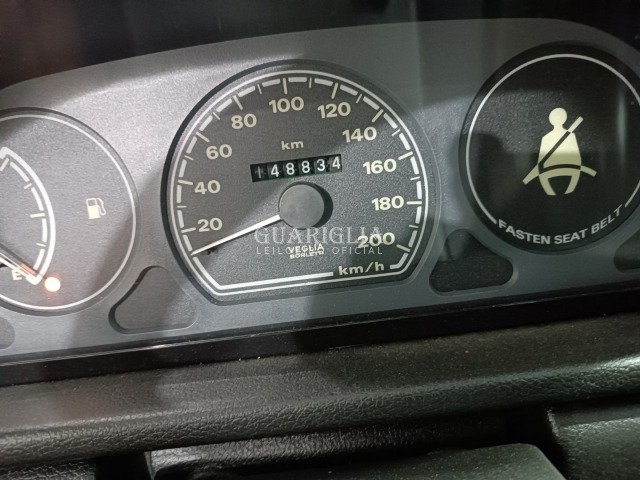 20
40
60
80
100
120
140
160
180
200
km
148834
GUARIGLIA
LEILOEIRO OFICIAL
VEGLIA
BORLETTI
km/h
E
FASTEN SEAT BELT